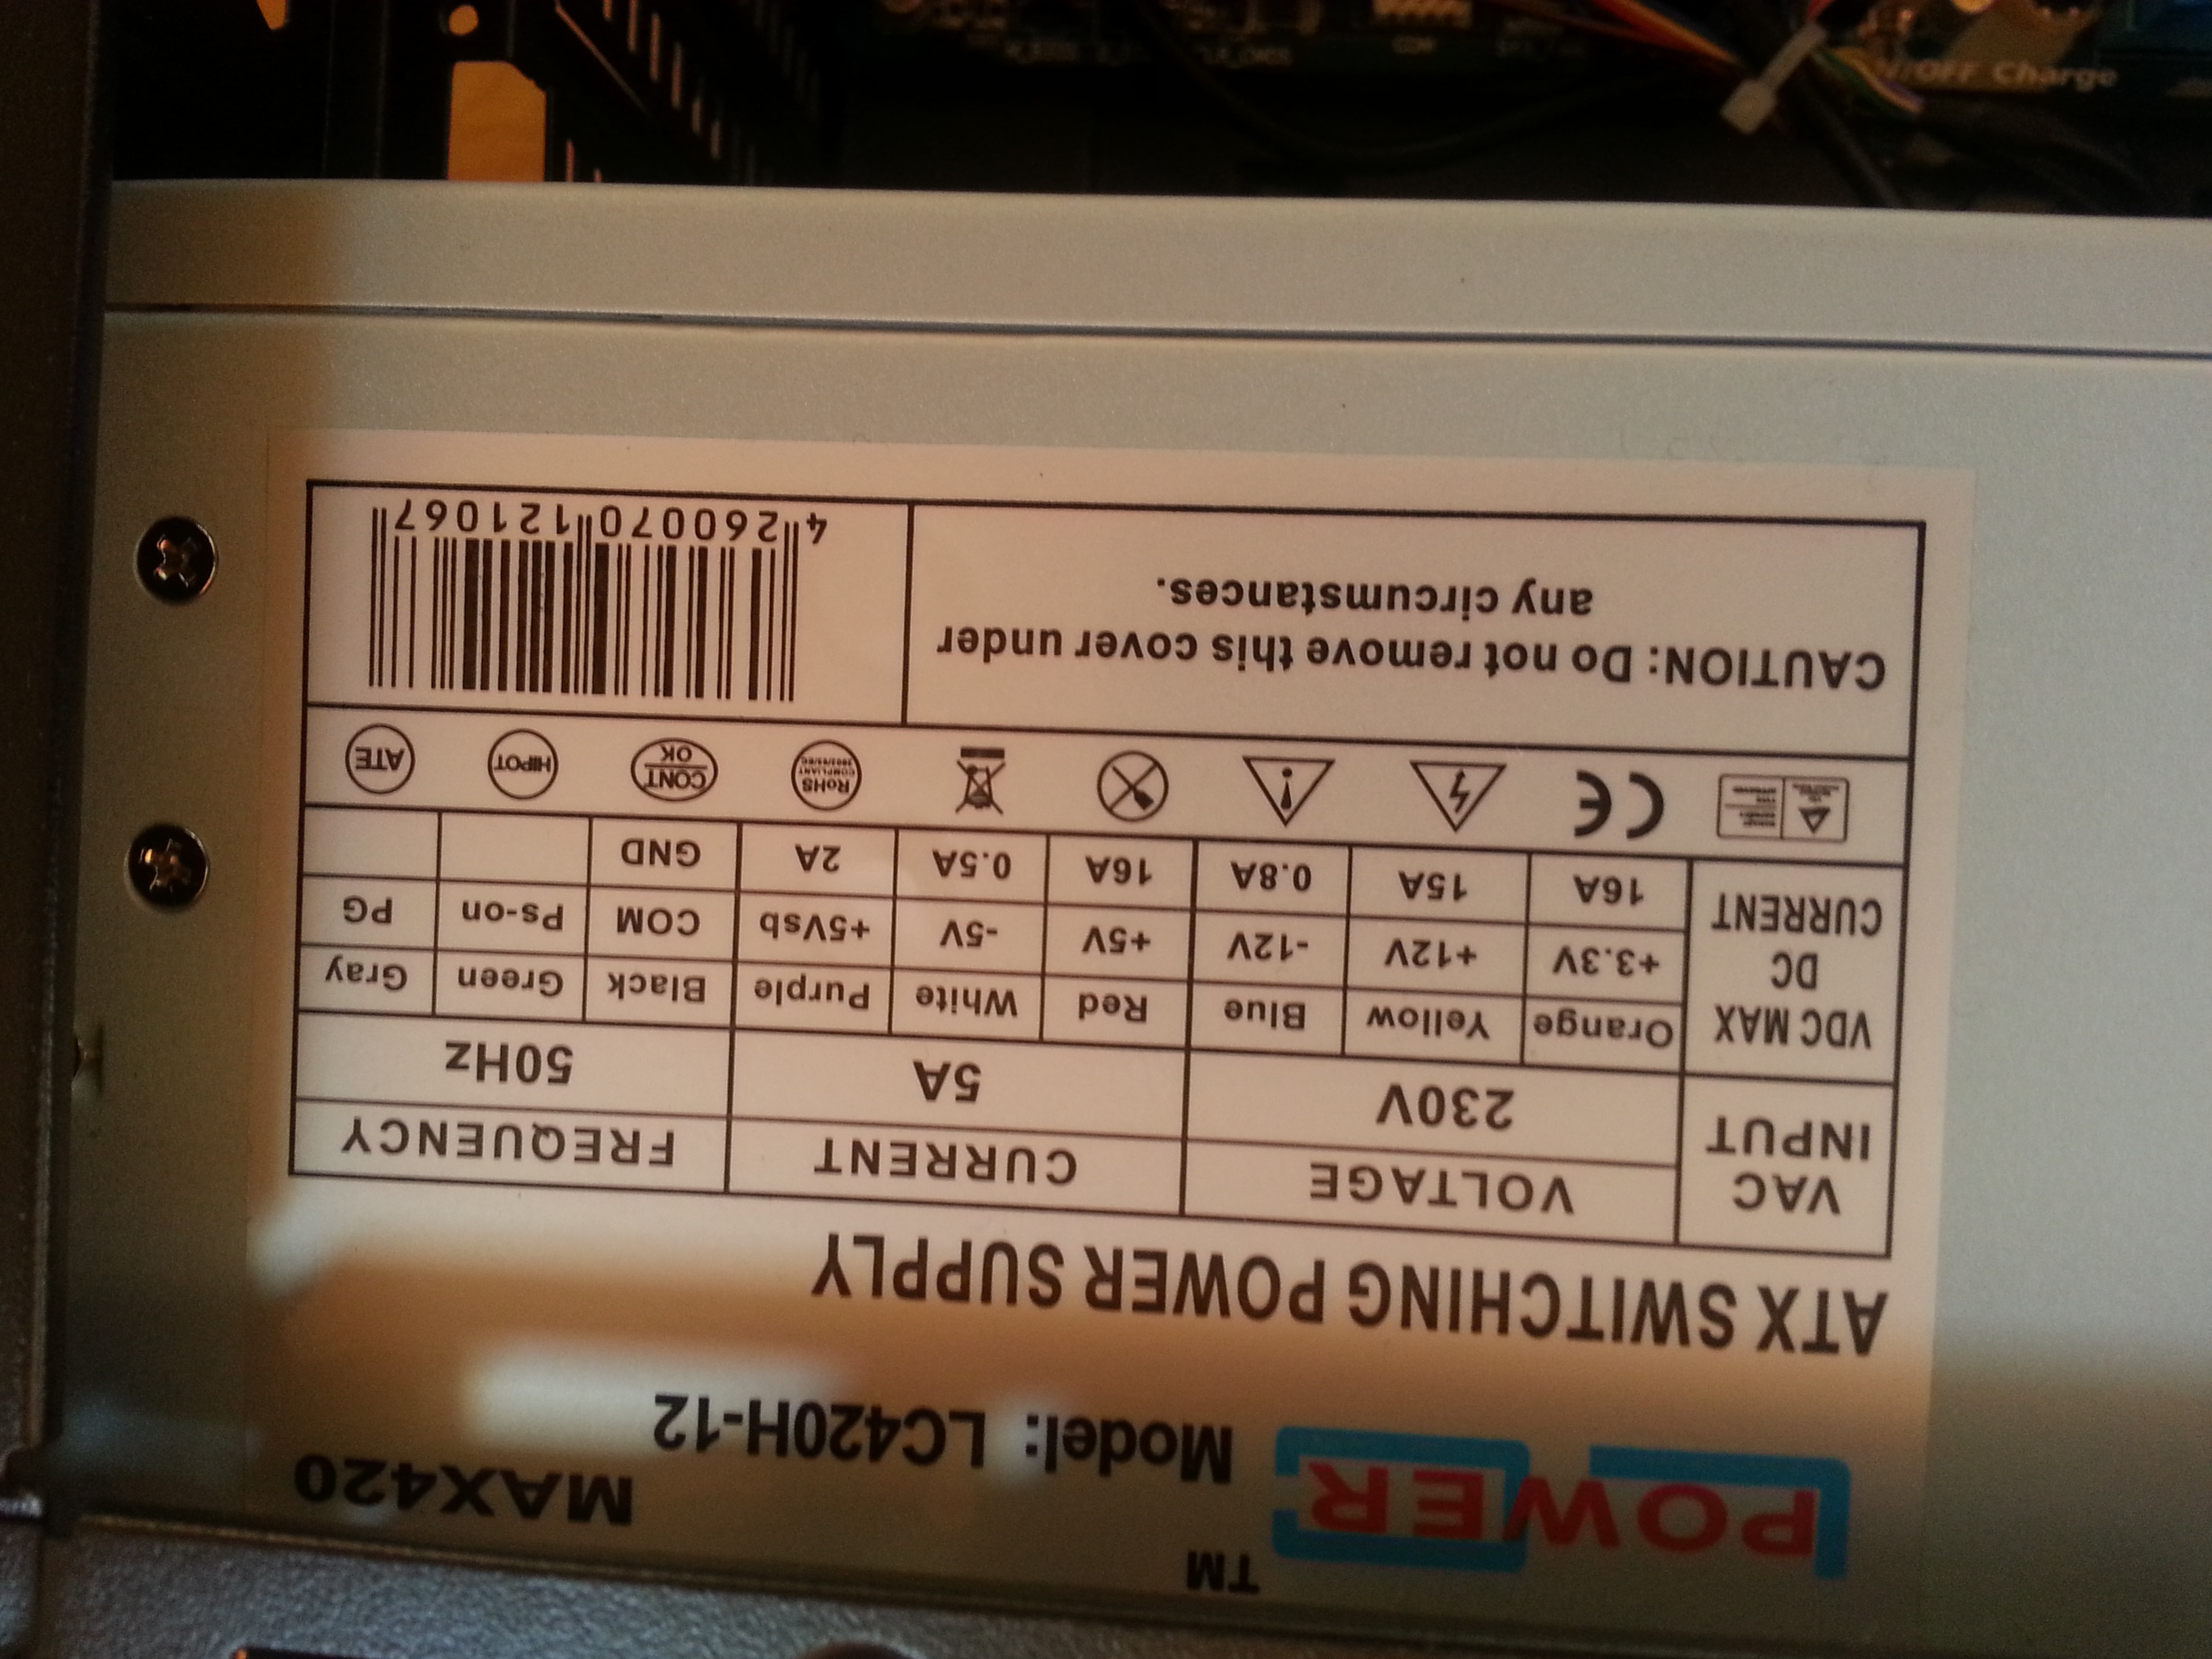 POWER TM
MAX420
Model: LC420H-12
ATX SWITCHING POWER SUPPLY
VAC INPUT
VOLTAGE CURRENT FREQUENCY
230V 5A 50Hz
VDC MAX
DC
CURRENT
Orange Yellow Blue Red White Purple Black Green Gray
+3.3V +12V -12V +5V -5V +5Vsb COM Ps-on PG
16A 15A 0.8A 16A 0.5A 2A GND
CE
RoHS
COMPLIANT
CONT
OK
HIPOT
ATE
CAUTION: Do not remove this cover under
any circumstances.
4 260070 121067
COM
N/OFF Charge